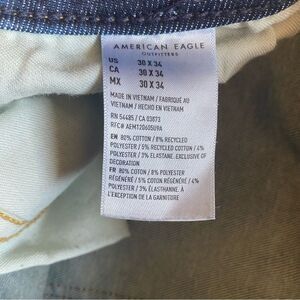 AMERICAN EAGLE
OUTFITTERS
US 30 X 34
CA 30 X 34
MX 30 X 34
MADE IN VIETNAM / FABRIQUÉ AU
VIETNAM / HECHO EN VIETNAM
RN 54485 / CA 03873
RFC# AEM1206050U9A
EN 80% COTTON / 8% RECYCLED
POLYESTER / 5% RECYCLED COTTON / 4%
POLYESTER / 3% ELASTANE. EXCLUSIVE OF
DECORATION
FR 80% COTON / 8% POLYESTER
RÉGÉNÉRÉ / 5% COTON RÉGÉNÉRÉ / 4%
POLYESTER / 3% ÉLASTHANNE. À
L'EXCEPTION DE LA GARNITURE